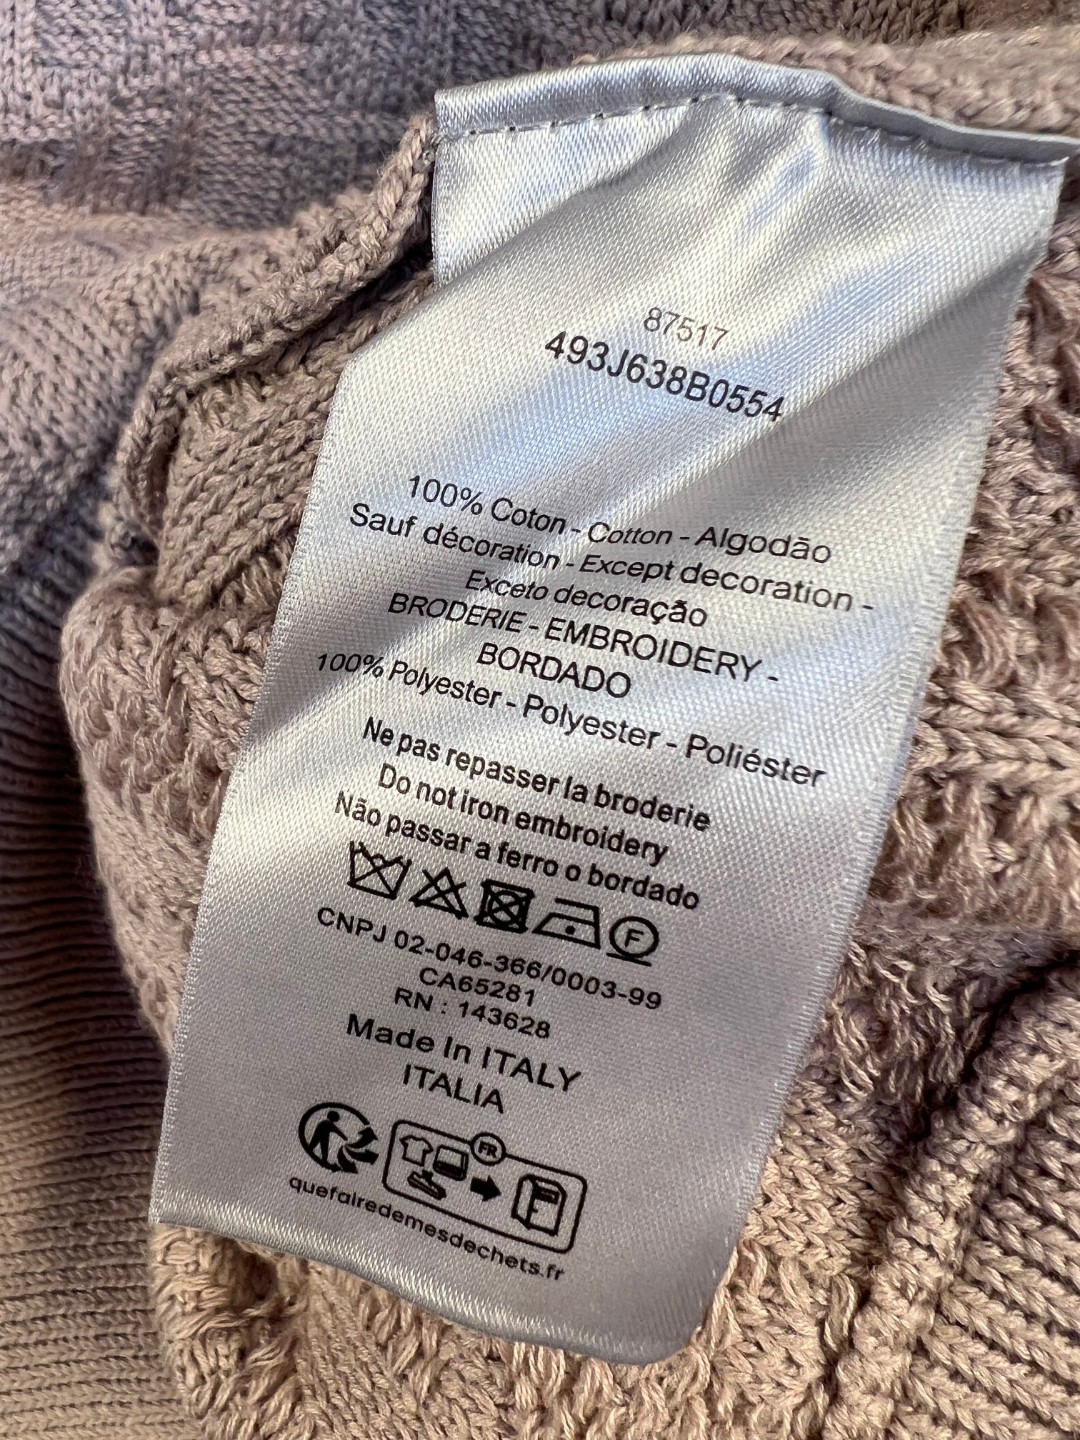 87517
493J638B0554
100% Coton - Cotton - Algodão
Sauf décoration - Except decoration -
Exceto decoração
BRODERIE - EMBROIDERY -
BORDADO
100% Polyester - Polyester - Poliéster
Ne pas repasser la broderie
Do not iron embroidery
Não passar a ferro o bordado
F
CNPJ 02-046-366/0003-99
CA65281
RN : 143628
Made In ITALY
ITALIA
FR
quefairedemesdechets.fr